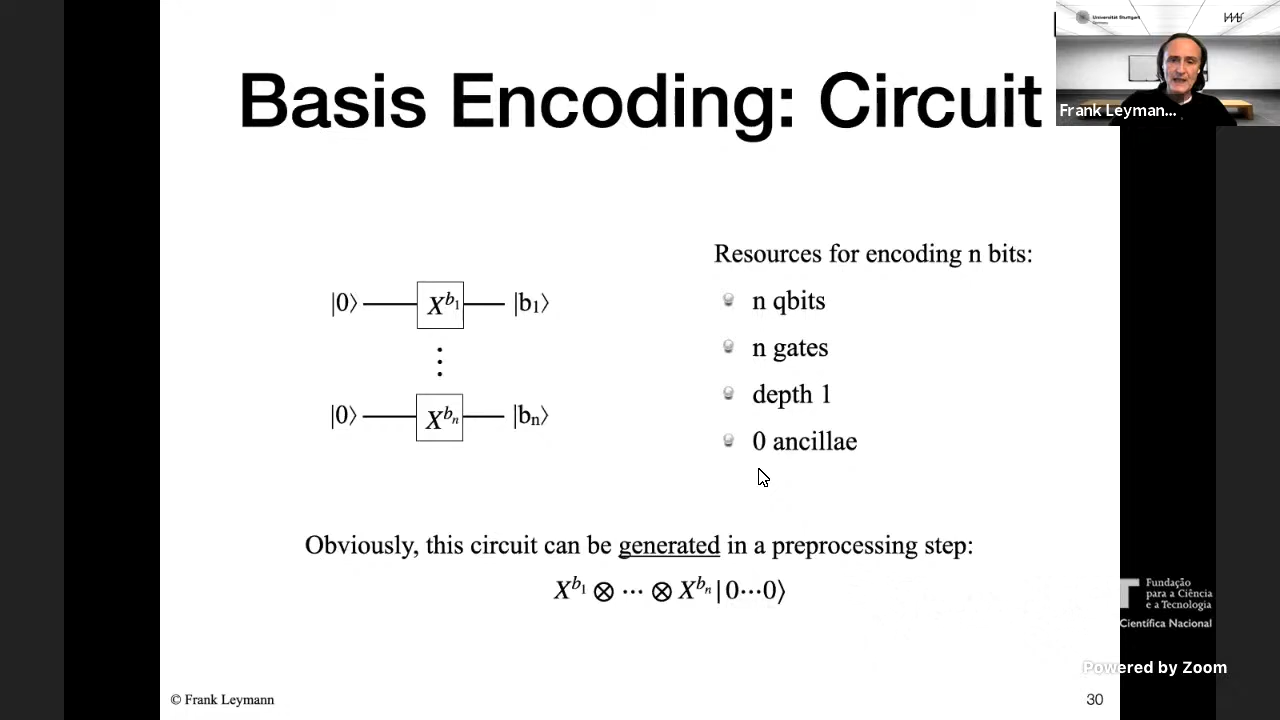 Basis Encoding: Circuit
Universität Stuttgart
Germany
Frank Leyman...
Resources for encoding n bits:
|0⟩ X^{b_1} |b_1⟩
n qbits
n gates
⋮
depth 1
|0⟩ X^{b_n} |b_n⟩
0 ancillae
Obviously, this circuit can be generated in a preprocessing step:
X^{b_1} ⊗ ⋯ ⊗ X^{b_n} | 0⋯0⟩
Fundação
para a Ciência
e a Tecnologia
Científica Nacional
Powered by Zoom
© Frank Leymann
30